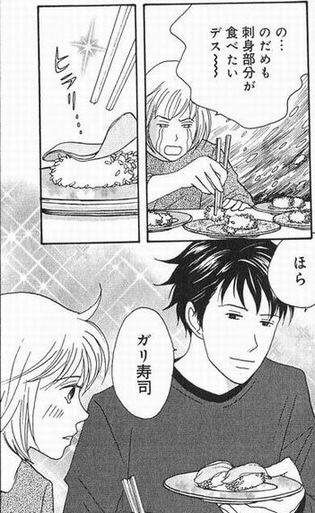 の…
のだめも
刺身部分が
食べたい
デス〜〜
ヒラリ…
ほら
ガリ寿司